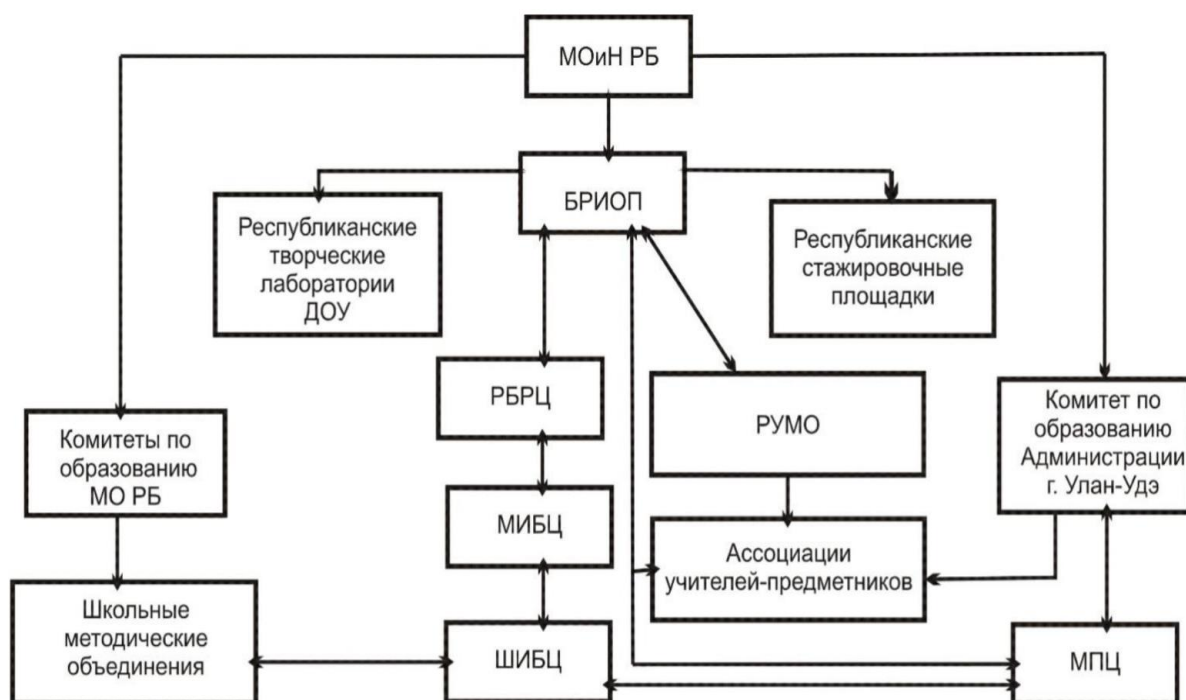 МОиН РБ
БРИОП
Республиканские
творческие
лаборатории
ДОУ
Республиканские
стажировочные
площадки
РБРЦ
РУМО
Комитеты по
образованию
МО РБ
Комитет по
образованию
Администрации
г. Улан-Удэ
МИБЦ
Ассоциации
учителей-предметников
Школьные
методические
объединения
ШИБЦ
МПЦ